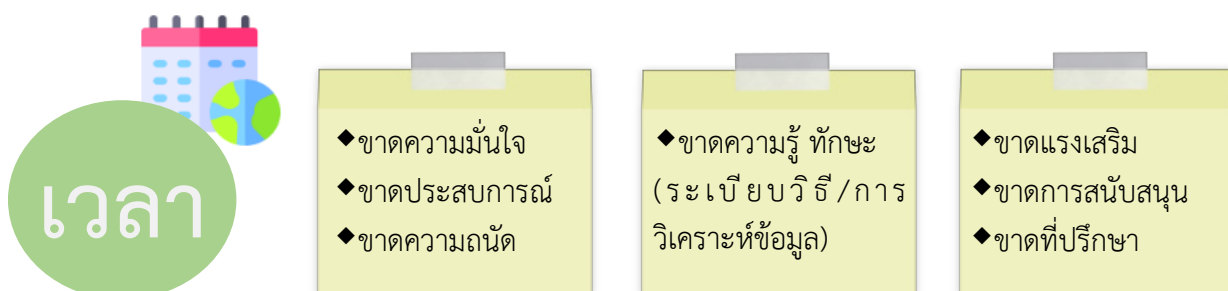 เวลา
◆ขาดความมั่นใจ
◆ขาดประสบการณ์
◆ขาดความถนัด
◆ขาดความรู้ ทักษะ
(ระเบียบวิธี/การ
วิเคราะห์ข้อมูล)
◆ขาดแรงเสริม
◆ขาดการสนับสนุน
◆ขาดที่ปรึกษา